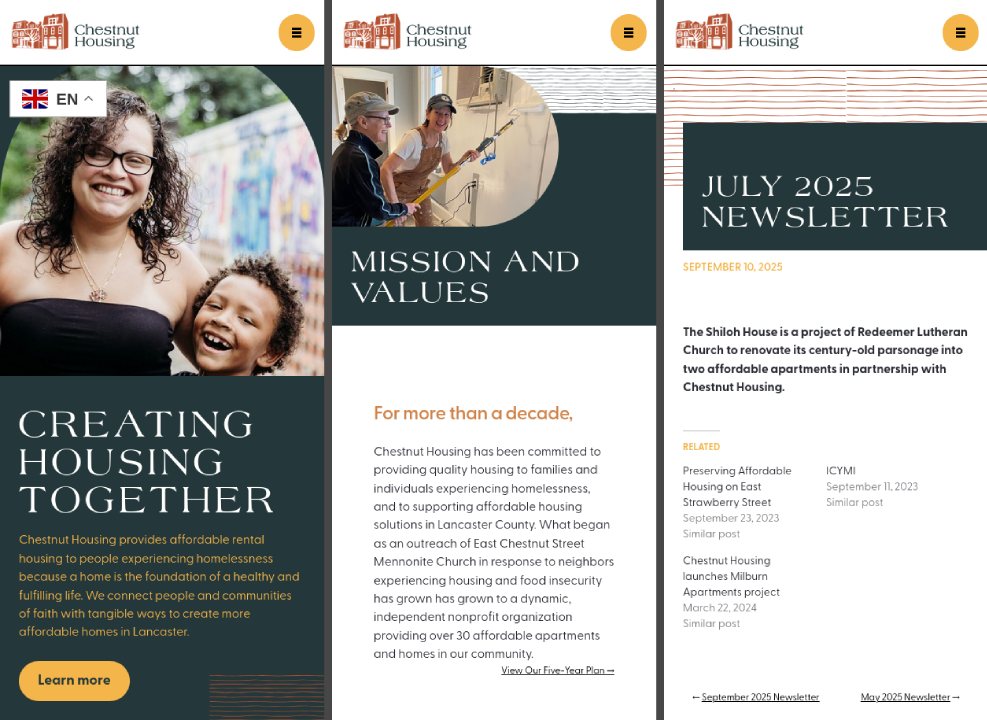 Chestnut
Housing
EN
CREATING
HOUSING
TOGETHER
Chestnut Housing provides affordable rental
housing to people experiencing homelessness
because a home is the foundation of a healthy and
fulfilling life. We connect people and communities
of faith with tangible ways to create more
affordable homes in Lancaster.
Learn more
Chestnut
Housing
MISSION AND
VALUES
For more than a decade,
Chestnut Housing has been committed to
providing quality housing to families and
individuals experiencing homelessness,
and to supporting affordable housing
solutions in Lancaster County. What began
as an outreach of East Chestnut Street
Mennonite Church in response to neighbors
experiencing housing and food insecurity
has grown has grown to a dynamic,
independent nonprofit organization
providing over 30 affordable apartments
and homes in our community.
View Our Five-Year Plan →
Chestnut
Housing
JULY 2025
NEWSLETTER
SEPTEMBER 10, 2025
The Shiloh House is a project of Redeemer Lutheran
Church to renovate its century-old parsonage into
two affordable apartments in partnership with
Chestnut Housing.
RELATED
Preserving Affordable
Housing on East
Strawberry Street
September 23, 2023
Similar post
ICYMI
September 11, 2023
Similar post
Chestnut Housing
launches Milburn
Apartments project
March 22, 2024
Similar post
← September 2025 Newsletter
May 2025 Newsletter →